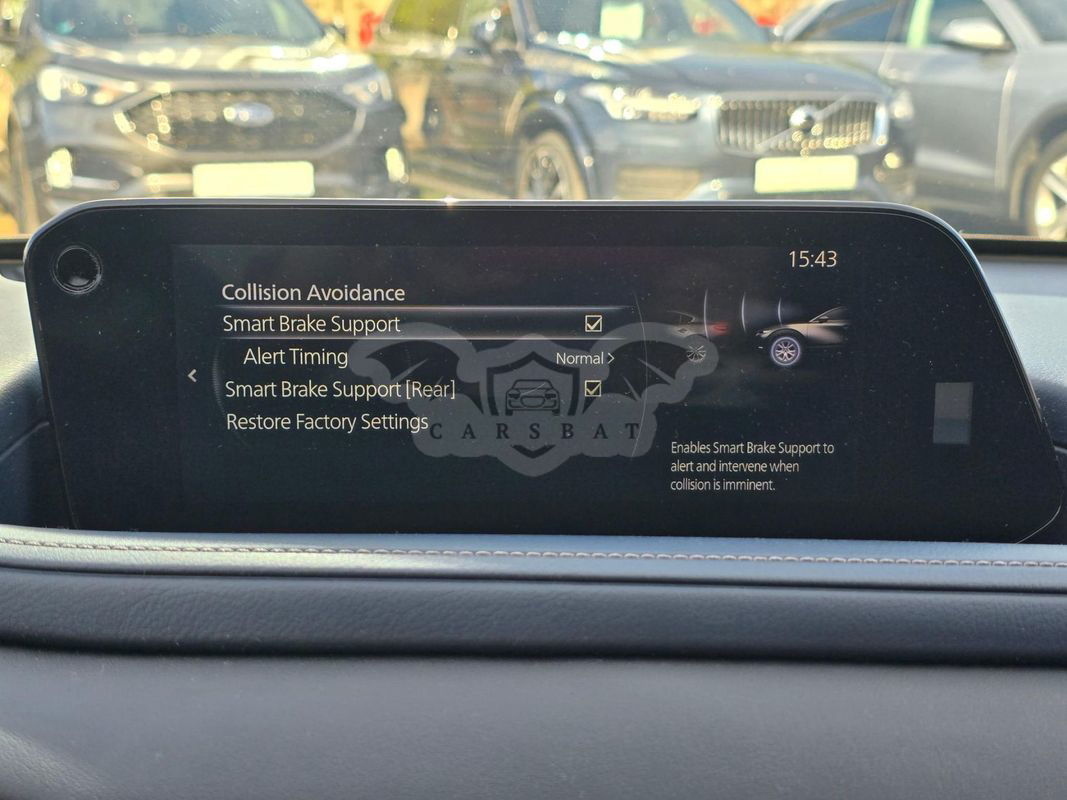 15:43
Collision Avoidance
Smart Brake Support
Alert Timing Normal >
Smart Brake Support [Rear]
Restore Factory Settings
CARSBAT
Enables Smart Brake Support to
alert and intervene when
collision is imminent.